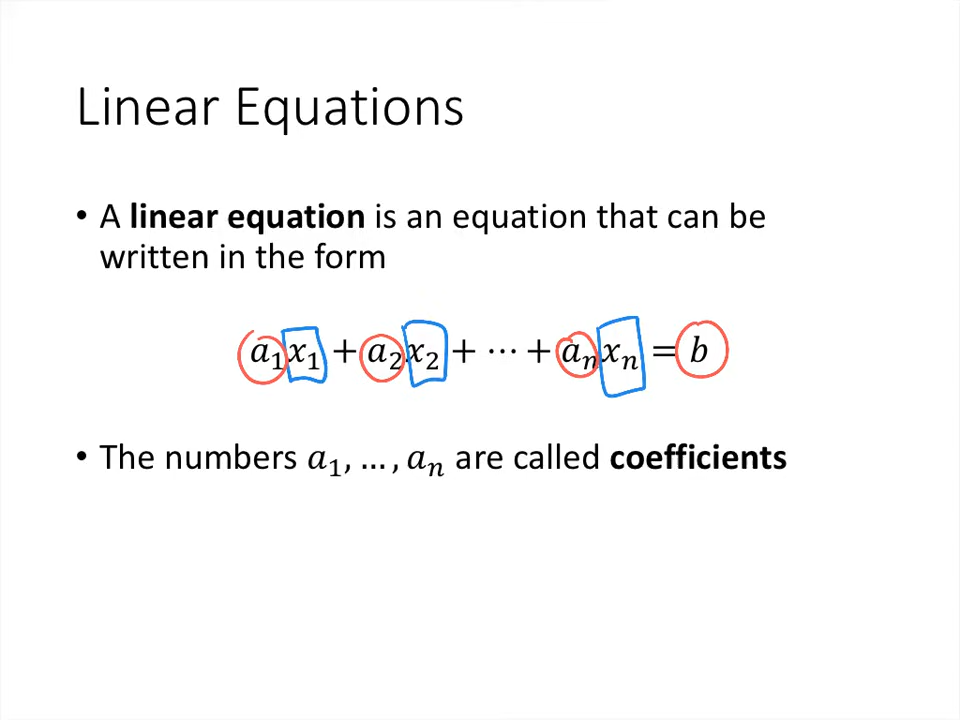 Linear Equations
• A linear equation is an equation that can be
written in the form
a₁x₁ + a₂x₂ + ⋯ + aₙxₙ = b
• The numbers a₁, … , aₙ are called coefficients